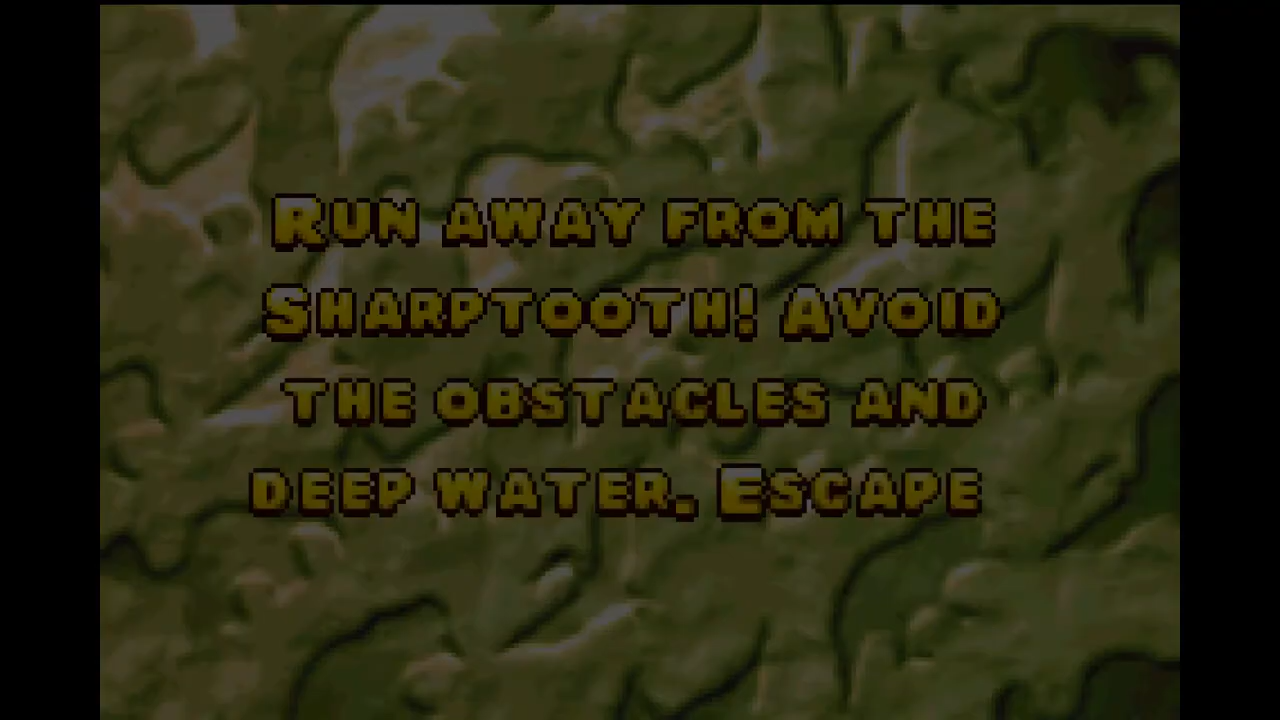 Run away from the
Sharptooth! Avoid
the obstacles and
deep water. Escape